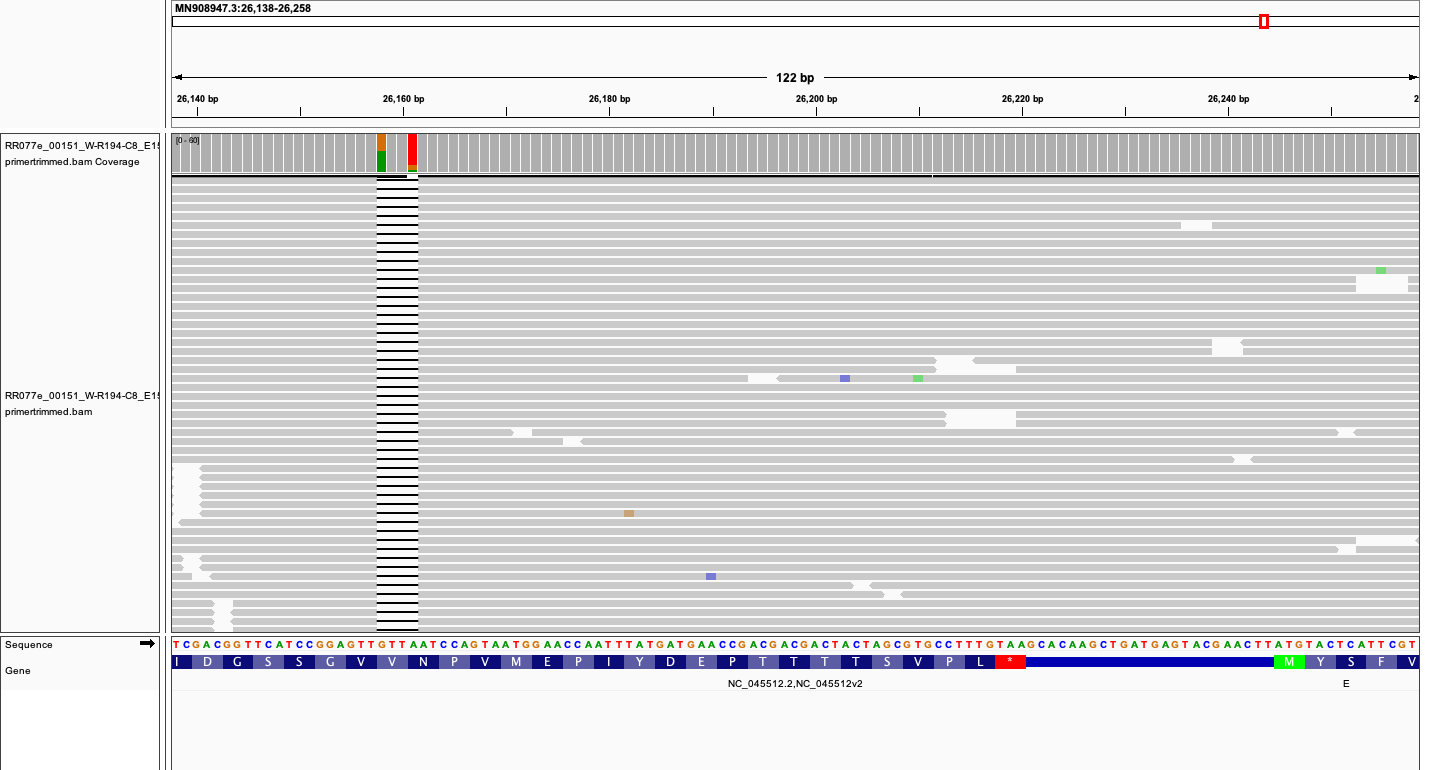 MN908947.3:26,138-26,258
122 bp
26,140 bp 26,160 bp 26,180 bp 26,200 bp 26,220 bp 26,240 bp 2
RR077e_00151_W-R194-C8_E15
primertrimmed.bam Coverage
[0 - 60]
RR077e_00151_W-R194-C8_E15
primertrimmed.bam
Sequence
TCGACGGTTCATCCGGAGTTGTTAATCCAGTAATGGAACCAATTTATGATGAACCGACGACGACTACTAGCGTGCCTTTGTAAGCACAAGCTGATGAGTACGAACTTATGTACTCATTCGT
Gene
I D G S S G V V N P V M E P I Y D E P T T T T S V P L * M Y S F V
NC_045512.2,NC_045512v2 E